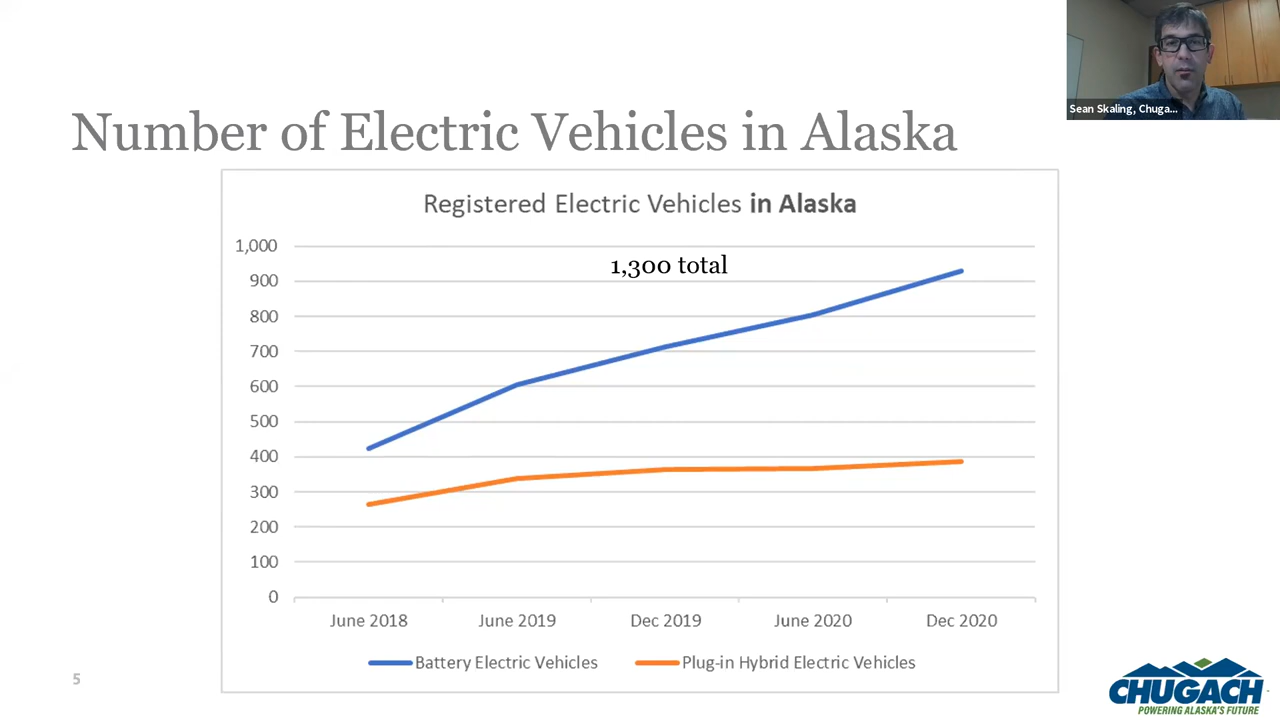 Sean Skaling, Chuga...
Number of Electric Vehicles in Alaska
Registered Electric Vehicles in Alaska
1,300 total
1,000
900
800
700
600
500
400
300
200
100
0
June 2018
June 2019
Dec 2019
June 2020
Dec 2020
Battery Electric Vehicles
Plug-in Hybrid Electric Vehicles
5
CHUGACH
POWERING ALASKA'S FUTURE